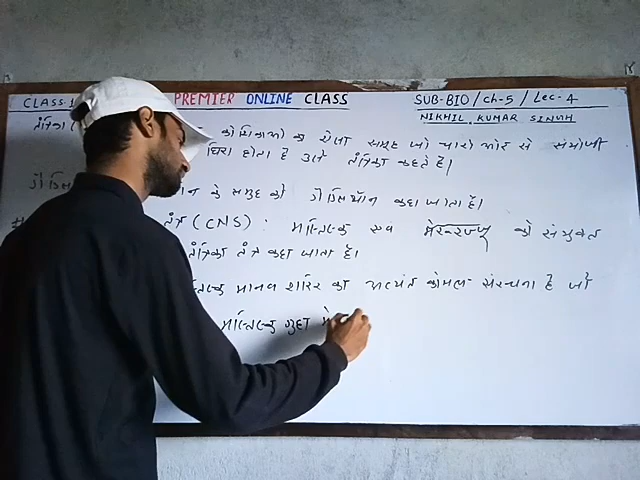 CLASS-1 PREMIER ONLINE CLASS SUB-BIO/ch-5/Lec-4
NIKHIL KUMAR SINGH
कोशिकाओं का ऐसा समूह जो चारो ओर से संयोजी
घिरा होता है उसे तंत्रिका कहते है।
के समूह को गैंग्लियॉन कहा जाता है।
तंत्र (CNS) : मस्तिष्क एवं मेरूरज्जू को संयुक्त
तंत्रिका तंत्र कहा जाता है।
मानव शरिर का अत्यंत कोमल संरचना है जो
मस्तिष्क गुहा मे